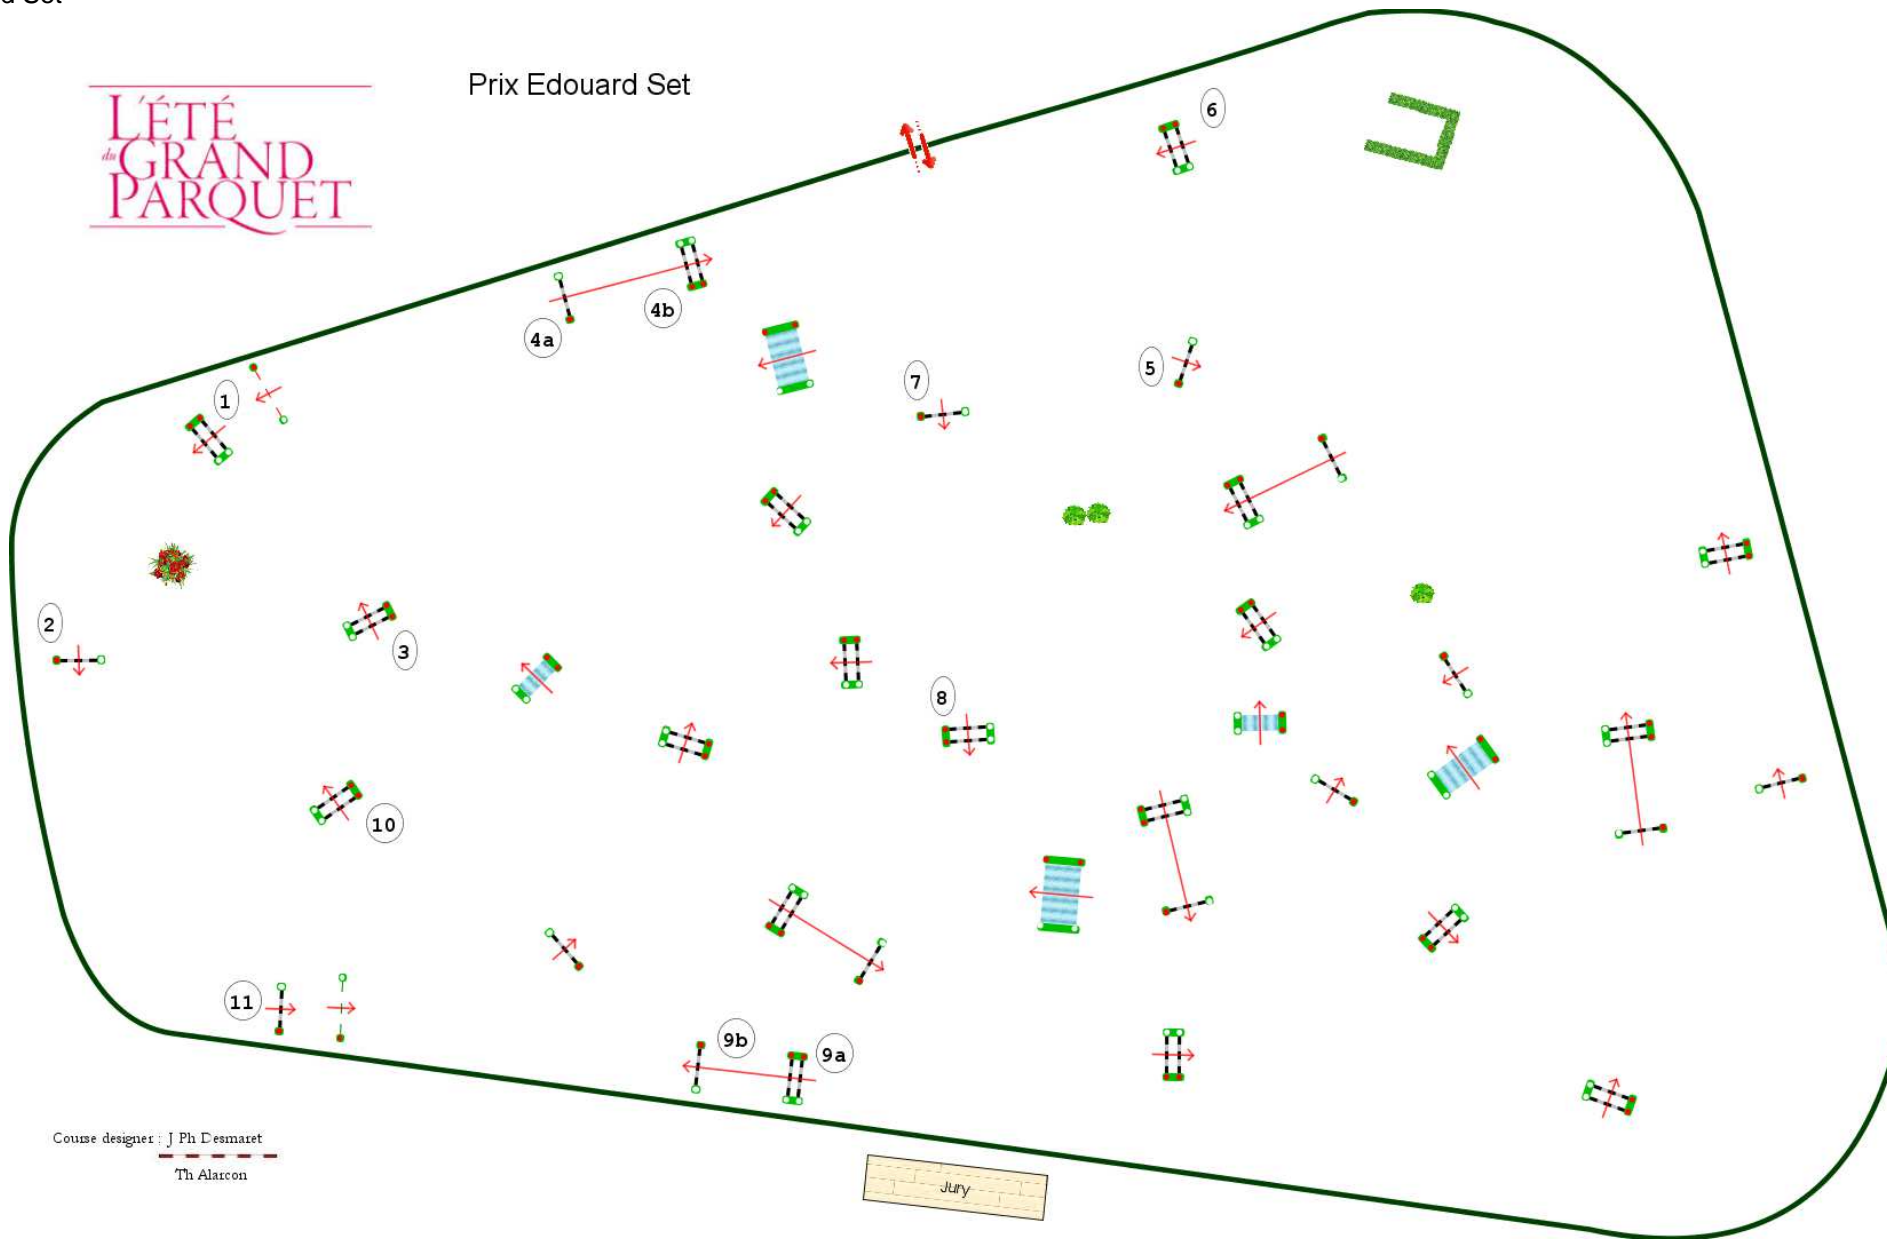 d Set
Prix Edouard Set
L'ÉTÉ
du GRAND
PARQUET
6
4b
4a
7
5
1
2
3
8
10
11
9b
9a
Course designer : J Ph Desmaret
Th Alarcon
Jury